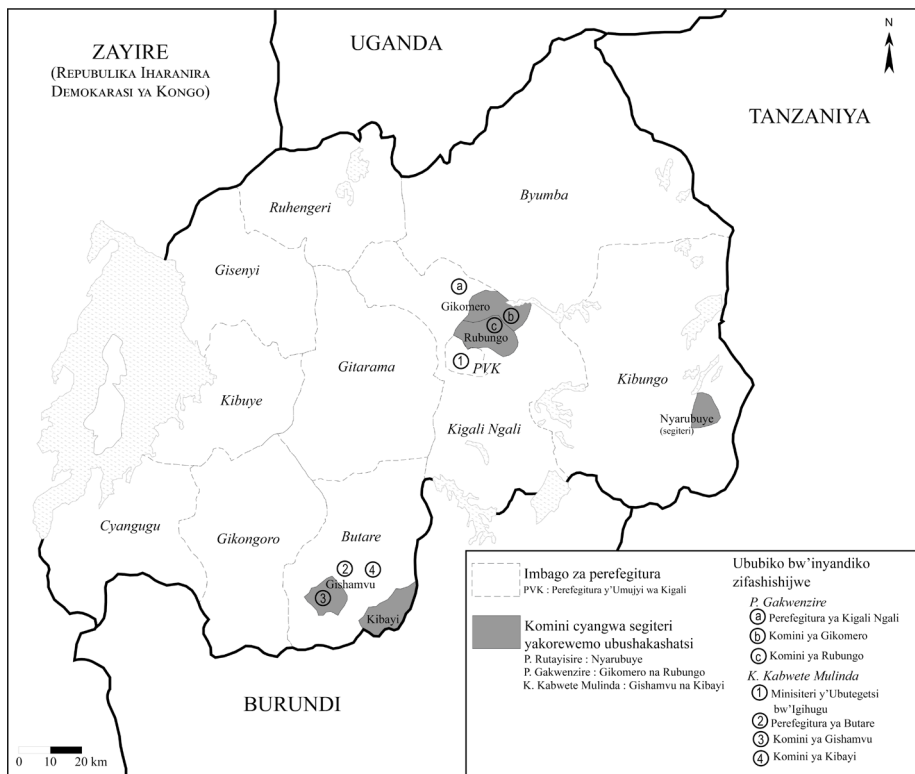 UGANDA
N
ZAYIRE
(REPUBULIKA IHARANIRA
DEMOKARASI YA KONGO)
TANZANIYA
Byumba
Ruhengeri
Gisenyi
a
Gikomero
b
c
Rubungo
1
PVK
Gitarama
Kibungo
Kibuye
Nyarubuye
(segiteri)
Kigali Ngali
Cyangugu
Gikongoro
Butare
2
4
Gishamvu
3
Kibayi
BURUNDI
0
10
20 km
Imbago za perefegitura
PVK : Perefegitura y'Umujyi wa Kigali
Komini cyangwa segiteri
yakorewemo ubushakashatsi
P. Rutayisire : Nyarubuye
P. Gakwenzire : Gikomero na Rubungo
K. Kabwete Mulinda : Gishamvu na Kibayi
Ububiko bw'inyandiko
zifashishijwe
P. Gakwenzire
a Perefegitura ya Kigali Ngali
b Komini ya Gikomero
c Komini ya Rubungo
K. Kabwete Mulinda
1 Minisiteri y'Ubutegetsi
bw'Igihugu
2 Perefegitura ya Butare
3 Komini ya Gishamvu
4 Komini ya Kibayi